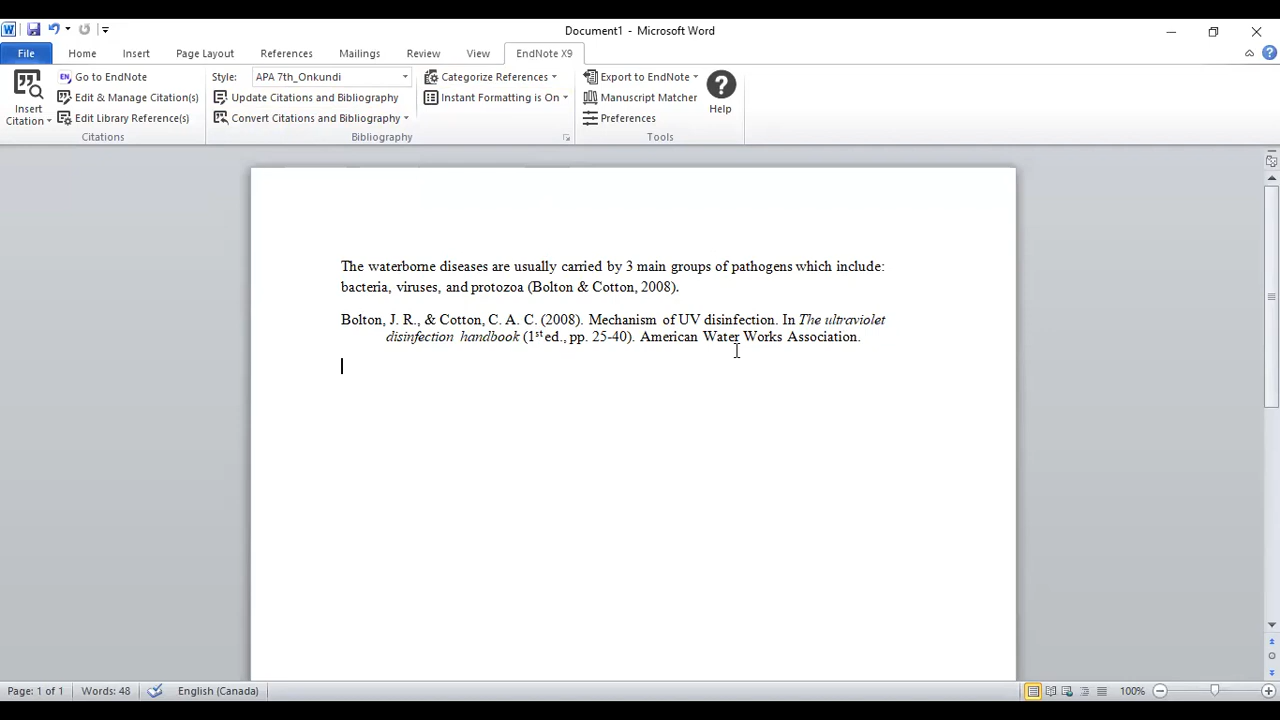 Document1 - Microsoft Word
File Home Insert Page Layout References Mailings Review View EndNote X9
Insert Citation
Go to EndNote
Edit & Manage Citation(s)
Edit Library Reference(s)
Citations
Style: APA 7th_Onkundi
Update Citations and Bibliography
Convert Citations and Bibliography
Categorize References
Instant Formatting is On
Bibliography
Export to EndNote
Manuscript Matcher
Preferences
Help
Tools
The waterborne diseases are usually carried by 3 main groups of pathogens which include:
bacteria, viruses, and protozoa (Bolton & Cotton, 2008).
Bolton, J. R., & Cotton, C. A. C. (2008). Mechanism of UV disinfection. In The ultraviolet
disinfection handbook (1st ed., pp. 25-40). American Water Works Association.
Page: 1 of 1 Words: 48 English (Canada) 100%